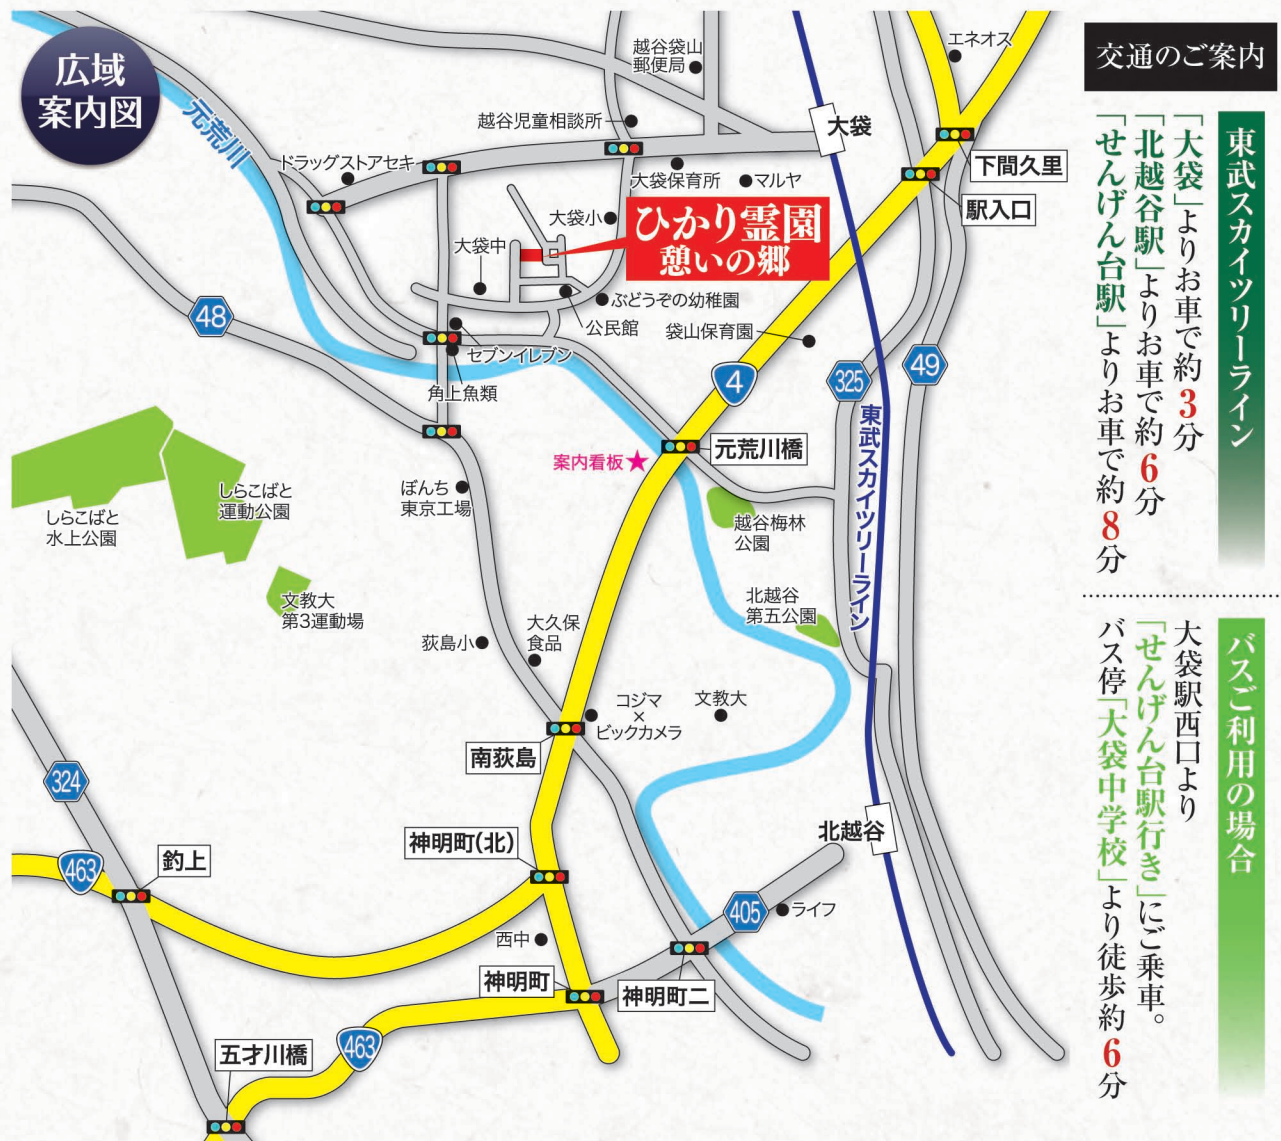 広域
案内図
元荒川
越谷袋山
郵便局
エネオス
越谷児童相談所
大袋
ドラッグストアセキ
大袋保育所
マルヤ
下間久里
駅入口
大袋小
ひかり霊園
憩いの郷
大袋中
ぶどうぞの幼稚園
公民館
袋山保育園
48
セブンイレブン
角上魚類
4
325
49
東武スカイツリーライン
元荒川橋
案内看板★
ぼんち
東京工場
しらこばと
水上公園
しらこばと
運動公園
越谷梅林
公園
文教大
第3運動場
北越谷
第五公園
荻島小
大久保
食品
コジマ
×
ビックカメラ
文教大
南荻島
324
463
釣上
神明町(北)
北越谷
405
ライフ
西中
神明町
神明町二
463
五才川橋
交通のご案内
東武スカイツリーライン
「大袋」よりお車で約3分
「北越谷駅」よりお車で約6分
「せんげん台駅」よりお車で約8分
バスご利用の場合
大袋駅西口より
「せんげん台駅行き」にご乗車。
バス停「大袋中学校」より徒歩約6分